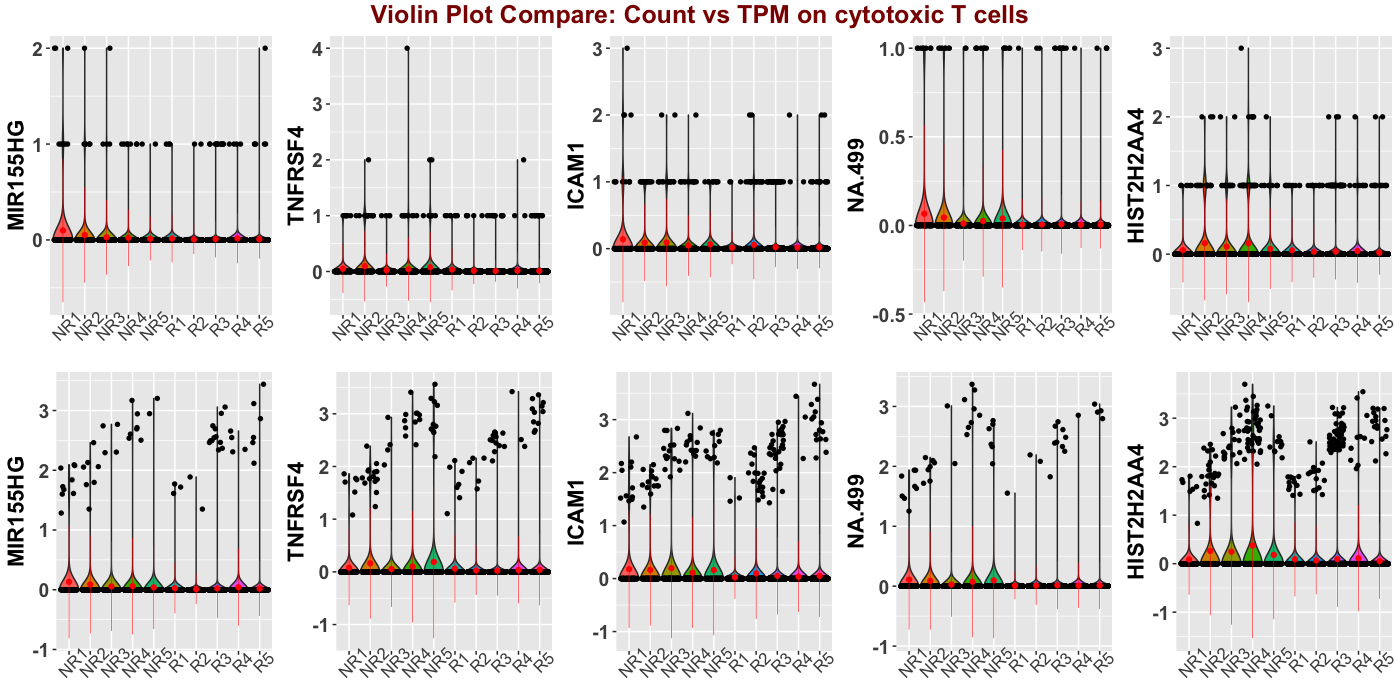 Violin Plot Compare: Count vs TPM on cytotoxic T cells
MIR155HG
2
1
0
NR1 NR2 NR3 NR4 NR5 R1 R2 R3 R4 R5
TNFRSF4
4
3
2
1
0
NR1 NR2 NR3 NR4 NR5 R1 R2 R3 R4 R5
ICAM1
3
2
1
0
NR1 NR2 NR3 NR4 NR5 R1 R2 R3 R4 R5
NA.499
1.0
0.5
0.0
-0.5
NR1 NR2 NR3 NR4 NR5 R1 R2 R3 R4 R5
HIST2H2AA4
3
2
1
0
NR1 NR2 NR3 NR4 NR5 R1 R2 R3 R4 R5
MIR155HG
3
2
1
0
-1
NR1 NR2 NR3 NR4 NR5 R1 R2 R3 R4 R5
TNFRSF4
3
2
1
0
-1
NR1 NR2 NR3 NR4 NR5 R1 R2 R3 R4 R5
ICAM1
3
2
1
0
-1
NR1 NR2 NR3 NR4 NR5 R1 R2 R3 R4 R5
NA.499
3
2
1
0
-1
NR1 NR2 NR3 NR4 NR5 R1 R2 R3 R4 R5
HIST2H2AA4
3
2
1
0
-1
NR1 NR2 NR3 NR4 NR5 R1 R2 R3 R4 R5